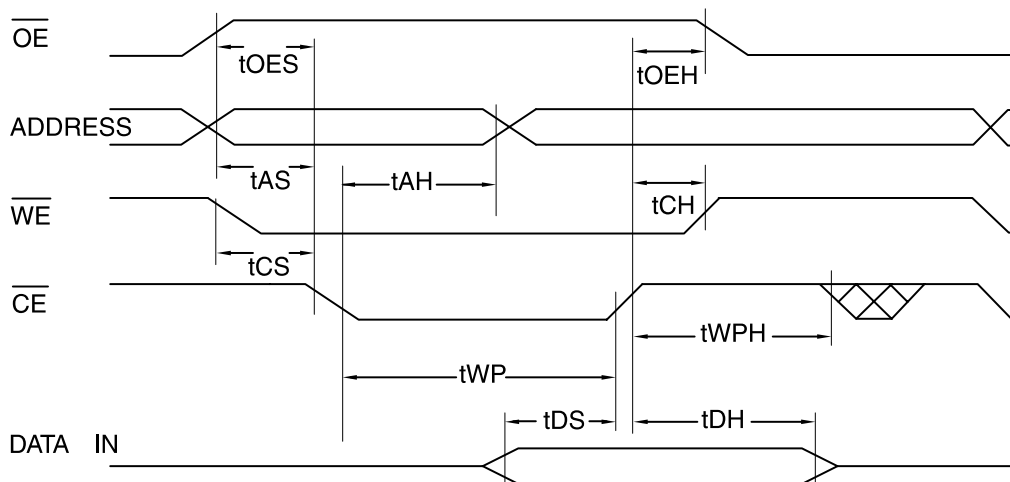 OE
tOES
tOEH
ADDRESS
tAS
tAH
WE
tCH
tCS
CE
tWPH
tWP
tDS
tDH
DATA IN